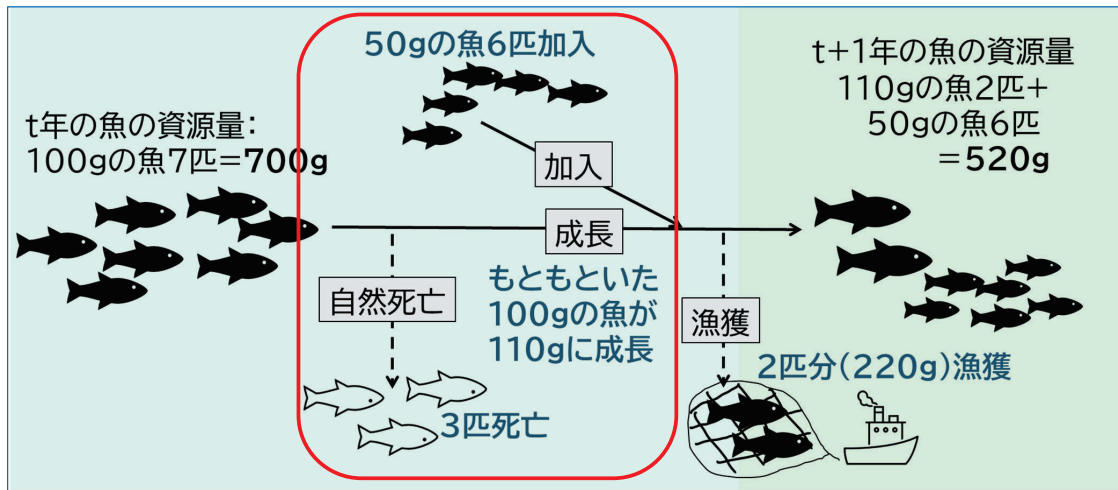 t年の魚の資源量：
100gの魚7匹＝700g
50gの魚6匹加入
加入
成長
自然死亡
もともといた
100gの魚が
110gに成長
3匹死亡
漁獲
2匹分（220g）漁獲
t+1年の魚の資源量
110gの魚2匹＋
50gの魚6匹
＝520g